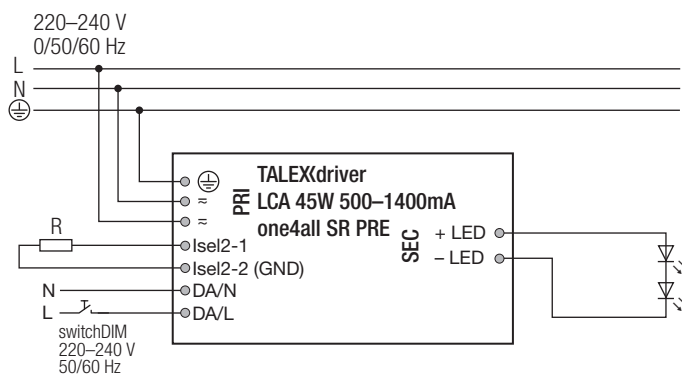 220–240 V
0/50/60 Hz
L
N
TALEXXdriver
LCA 45W 500–1400mA
one4all SR PRE
PRI
≂
≂
SEC
+ LED
– LED
R
Isel2-1
Isel2-2 (GND)
N
DA/N
L
DA/L
switchDIM
220–240 V
50/60 Hz